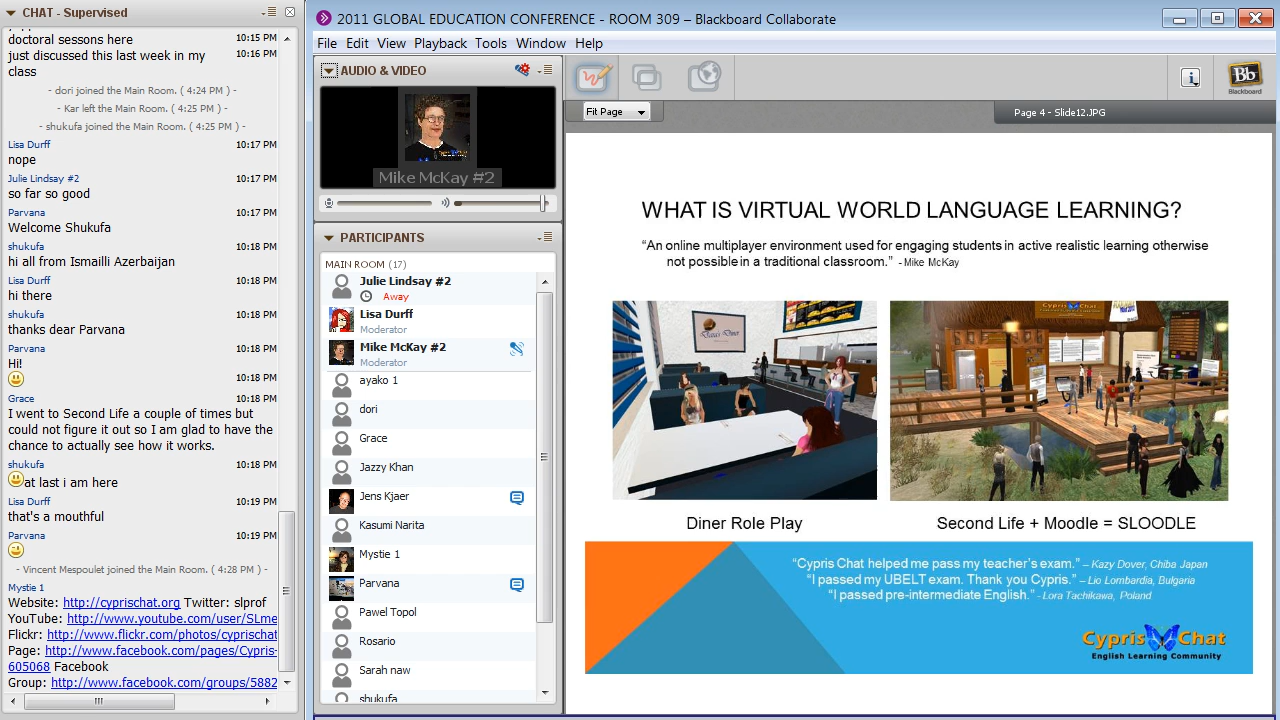 CHAT - Supervised
doctoral sessons here 10:15 PM
just discussed this last week in my 10:16 PM
class
- dori joined the Main Room. ( 4:24 PM ) -
- Kar left the Main Room. ( 4:25 PM ) -
- shukufa joined the Main Room. ( 4:25 PM ) -
Lisa Durff 10:17 PM
nope
Julie Lindsay #2 10:17 PM
so far so good
Parvana 10:17 PM
Welcome Shukufa
shukufa 10:18 PM
hi all from Ismailli Azerbaijan
Lisa Durff 10:18 PM
hi there
shukufa 10:18 PM
thanks dear Parvana
Parvana 10:18 PM
Hi!
10:18 PM
Grace 10:18 PM
I went to Second Life a couple of times but
could not figure it out so I am glad to have the
chance to actually see how it works.
shukufa 10:18 PM
at last i am here
Lisa Durff 10:19 PM
that's a mouthful
Parvana 10:19 PM
- Vincent Mespoulet joined the Main Room. ( 4:28 PM ) -
Mystie 1
Website: http://cyprischat.org Twitter: slprof
YouTube: http://www.youtube.com/user/SLme
Flickr: http://www.flickr.com/photos/cyprischat
Page: http://www.facebook.com/pages/Cypris-
605068 Facebook
Group: http://www.facebook.com/groups/5882
2011 GLOBAL EDUCATION CONFERENCE - ROOM 309 – Blackboard Collaborate
File Edit View Playback Tools Window Help
AUDIO & VIDEO
Mike McKay #2
PARTICIPANTS
MAIN ROOM (17)
Julie Lindsay #2
Away
Lisa Durff
Moderator
Mike McKay #2
Moderator
ayako 1
dori
Grace
Jazzy Khan
Jens Kjaer
Kasumi Narita
Mystie 1
Parvana
Pawel Topol
Rosario
Sarah naw
shukufa
Bb
Blackboard
Fit Page
Page 4 - Slide12.JPG
WHAT IS VIRTUAL WORLD LANGUAGE LEARNING?
“An online multiplayer environment used for engaging students in active realistic learning otherwise
not possible in a traditional classroom.” - Mike McKay
Cypris Chat
Diner Role Play
Second Life + Moodle = SLOODLE
“Cypris Chat helped me pass my teacher’s exam.” – Kazy Dover, Chiba Japan
“I passed my UBELT exam. Thank you Cypris.” – Lio Lombardia, Bulgaria
“I passed pre-intermediate English.” - Lora Tachikawa, Poland
Cypris Chat
English Learning Community